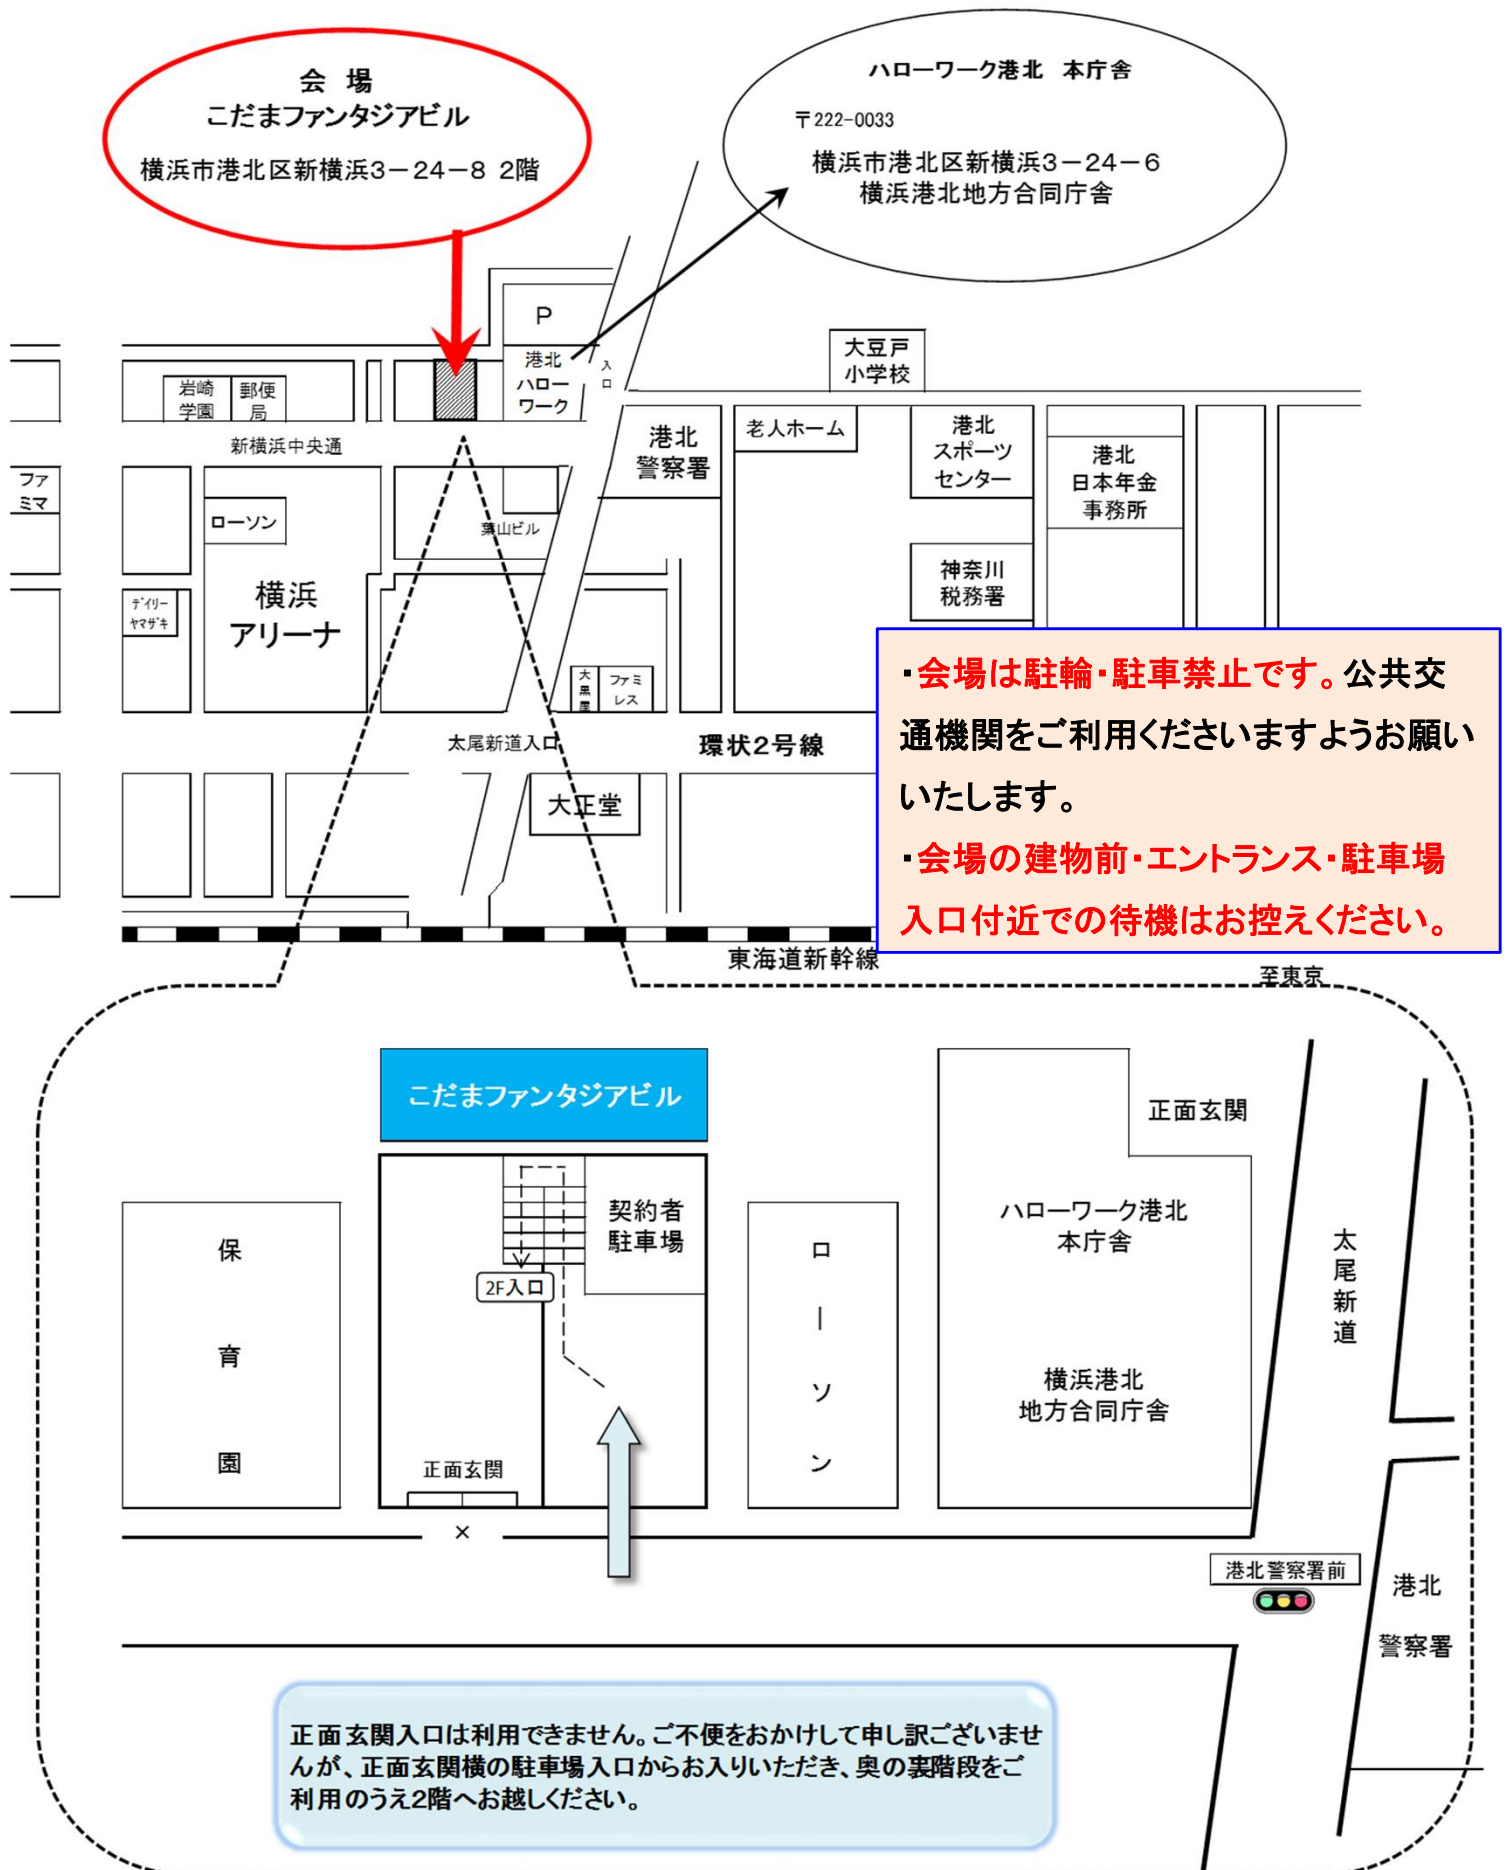 会 場
こだまファンタジアビル
横浜市港北区新横浜3-24-8 2階
ハローワーク港北 本庁舎
〒222-0033
横浜市港北区新横浜3-24-6
横浜港北地方合同庁舎
P
港北
ハロー
ワーク
入
口
大豆戸
小学校
岩崎
学園
郵便
局
新横浜中央通
港北
警察署
老人ホーム
港北
スポーツ
センター
港北
日本年金
事務所
ファ
ミマ
ローソン
葉山ビル
横浜
アリーナ
デイリー
ヤマザキ
神奈川
税務署
大
黒
屋
ファミ
レス
太尾新道入口
環状2号線
大正堂
・会場は駐輪・駐車禁止です。公共交
通機関をご利用くださいますようお願い
いたします。
・会場の建物前・エントランス・駐車場
入口付近での待機はお控えください。
東海道新幹線
至東京
こだまファンタジアビル
正面玄関
契約者
駐車場
2F入口
正面玄関
×
保
育
園
ロ
ー
ソ
ン
ハローワーク港北
本庁舎
横浜港北
地方合同庁舎
太
尾
新
道
港北警察署前
港北
警察署
正面玄関入口は利用できません。ご不便をおかけして申し訳ございませ
んが、正面玄関横の駐車場入口からお入りいただき、奥の裏階段をご
利用のうえ2階へお越しください。